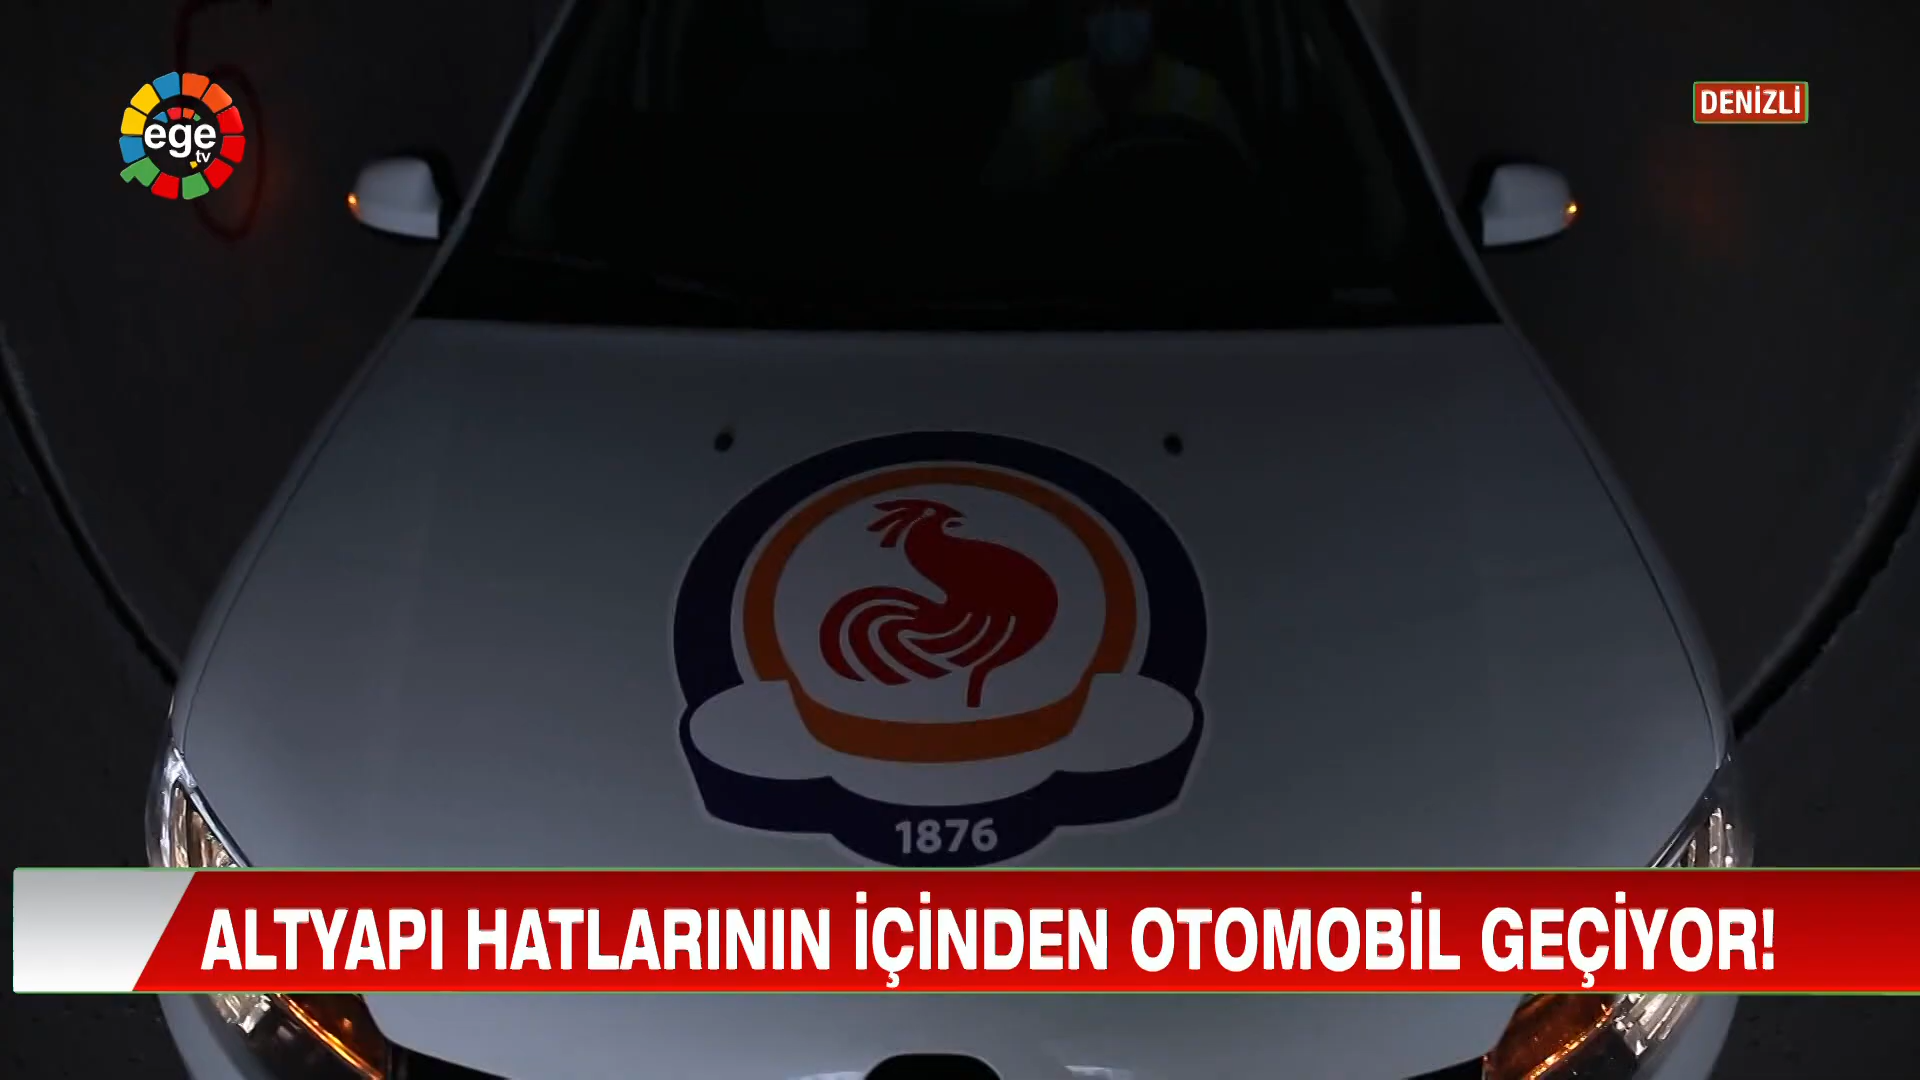 ege
tv
DENİZLİ
1876
ALTYAPI HATLARININ İÇİNDEN OTOMOBİL GEÇİYOR!